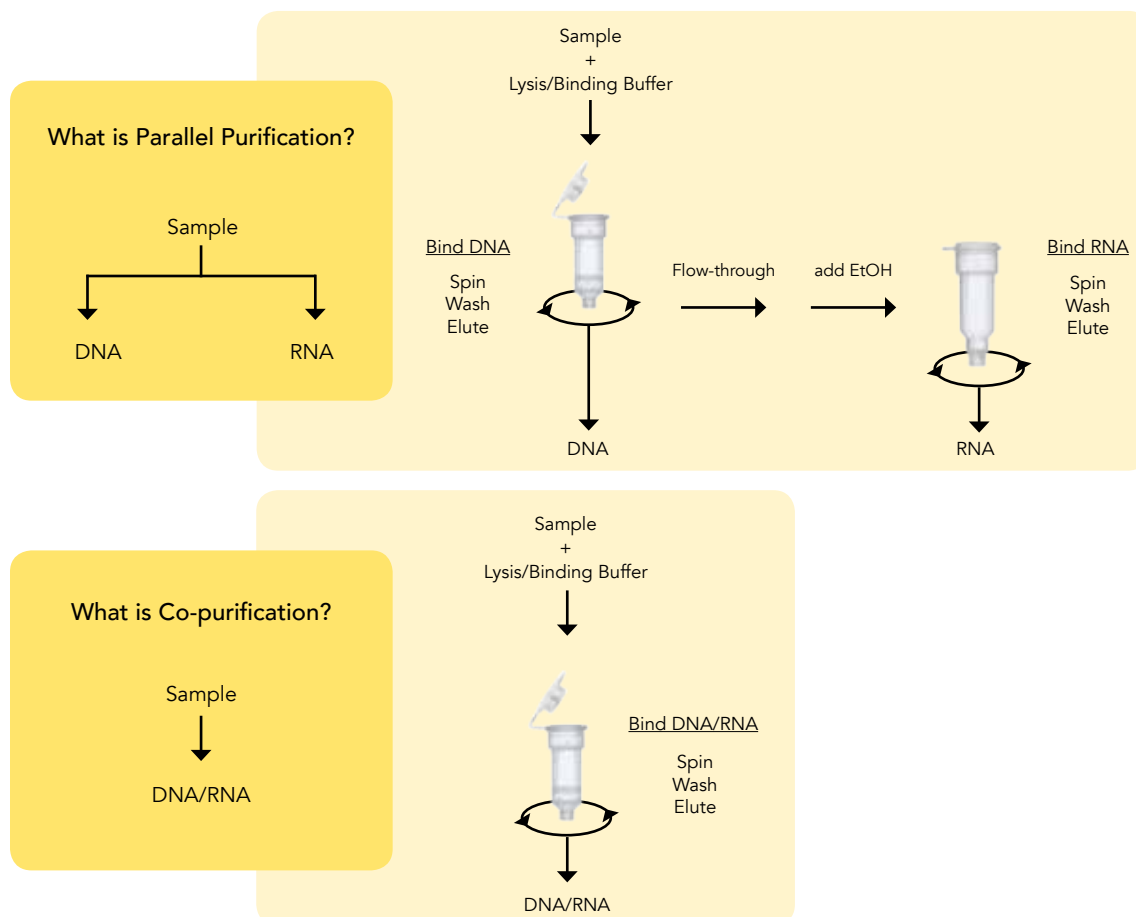 What is Parallel Purification?
Sample
DNA
RNA
Sample
+
Lysis/Binding Buffer
Bind DNA
Spin
Wash
Elute
Flow-through
add EtOH
Bind RNA
Spin
Wash
Elute
DNA
RNA
What is Co-purification?
Sample
DNA/RNA
Sample
+
Lysis/Binding Buffer
Bind DNA/RNA
Spin
Wash
Elute
DNA/RNA